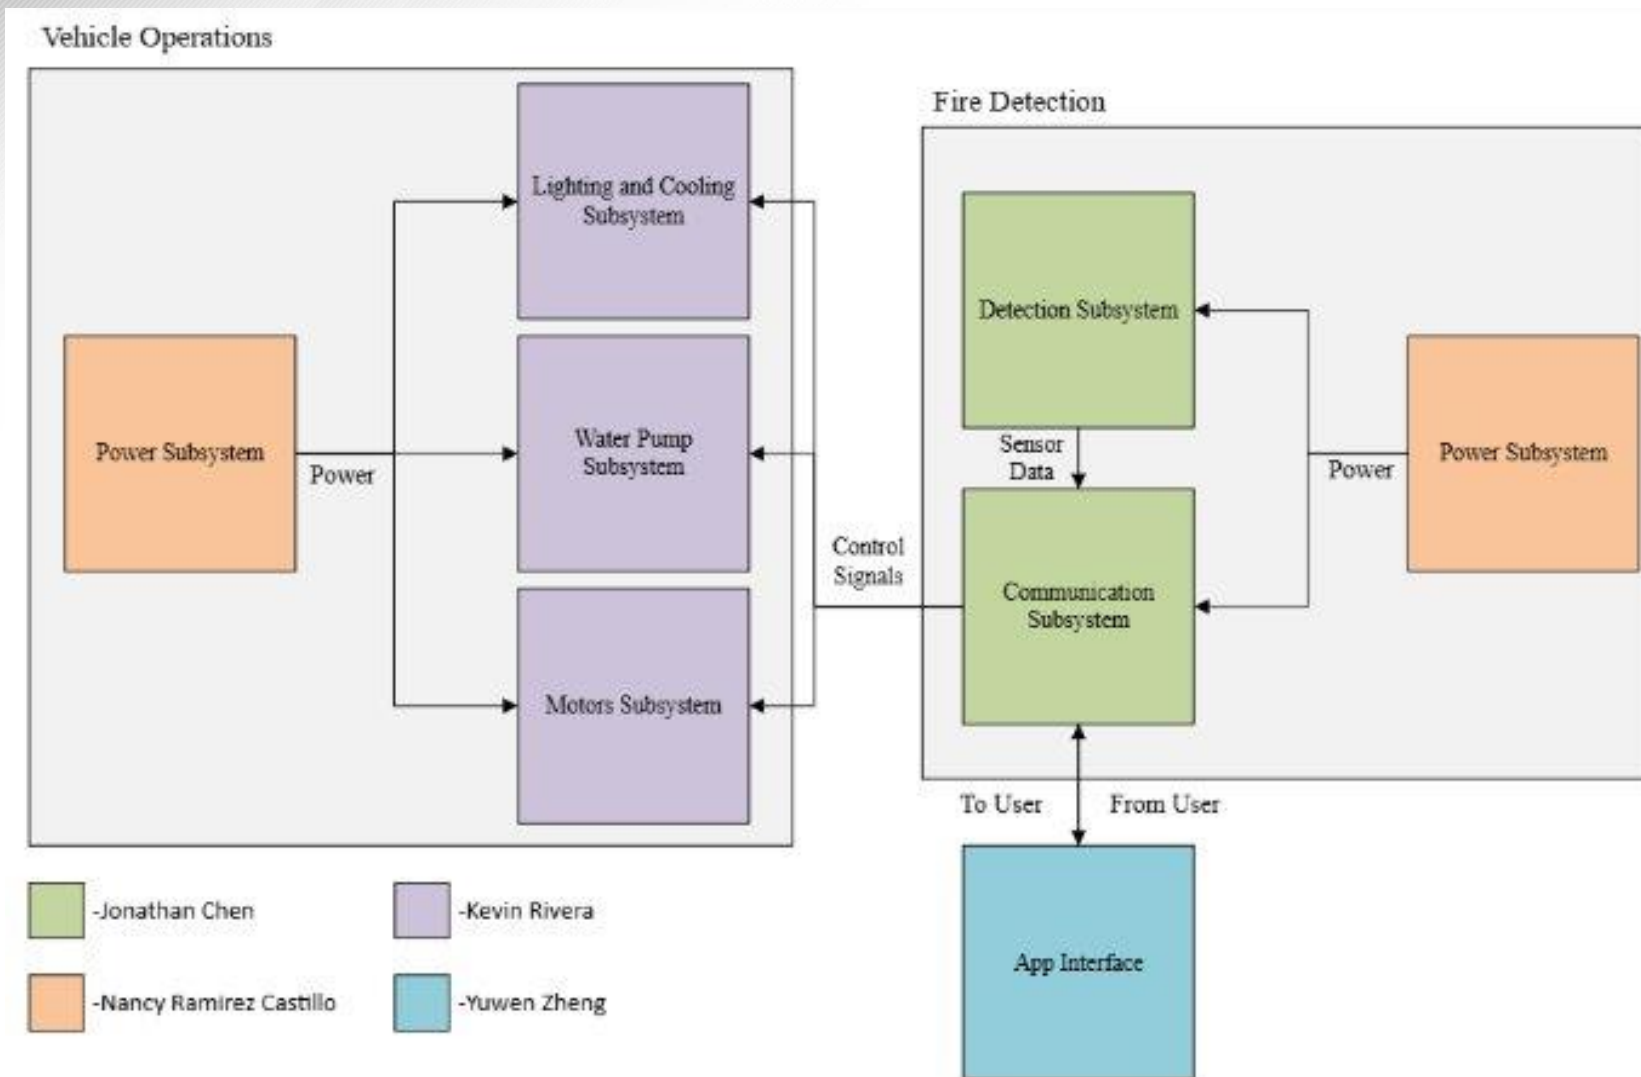 Vehicle Operations
Lighting and Cooling
Subsystem
Power Subsystem
Power
Water Pump
Subsystem
Motors Subsystem
Control
Signals
Fire Detection
Detection Subsystem
Sensor
Data
Communication
Subsystem
Power
Power Subsystem
To User
From User
App Interface
-Jonathan Chen
-Kevin Rivera
-Nancy Ramirez Castillo
-Yuwen Zheng